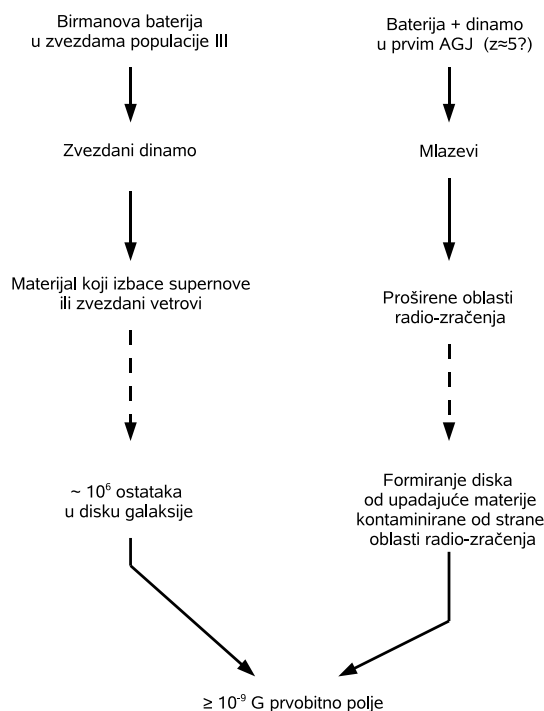 Birmanova baterija
u zvezdama populacije III
Zvezdani dinamo
Materijal koji izbace supernove
ili zvezdani vetrovi
~ 10⁶ ostataka
u disku galaksije
Baterija + dinamo
u prvim AGJ (z≈5?)
Mlazevi
Proširene oblasti
radio-zračenja
Formiranje diska
od upadajuće materije
kontaminirane od strane
oblasti radio-zračenja
≥ 10⁻⁹ G prvobitno polje